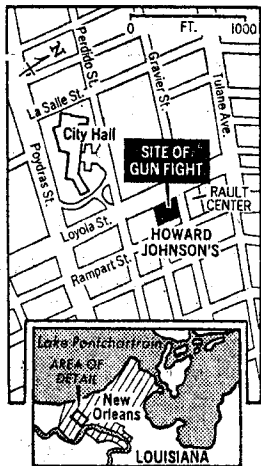 0 FT. 1000
N.
Perdido St.
Gravier St.
Tulane Ave.
La Salle St.
City Hall
Poydras St.
SITE OF
GUN FIGHT
RAULT
CENTER
Loyola St.
HOWARD
JOHNSON'S
Rampart St.
Lake Pontchartrain
AREA OF
DETAIL
New
Orleans
LOUISIANA